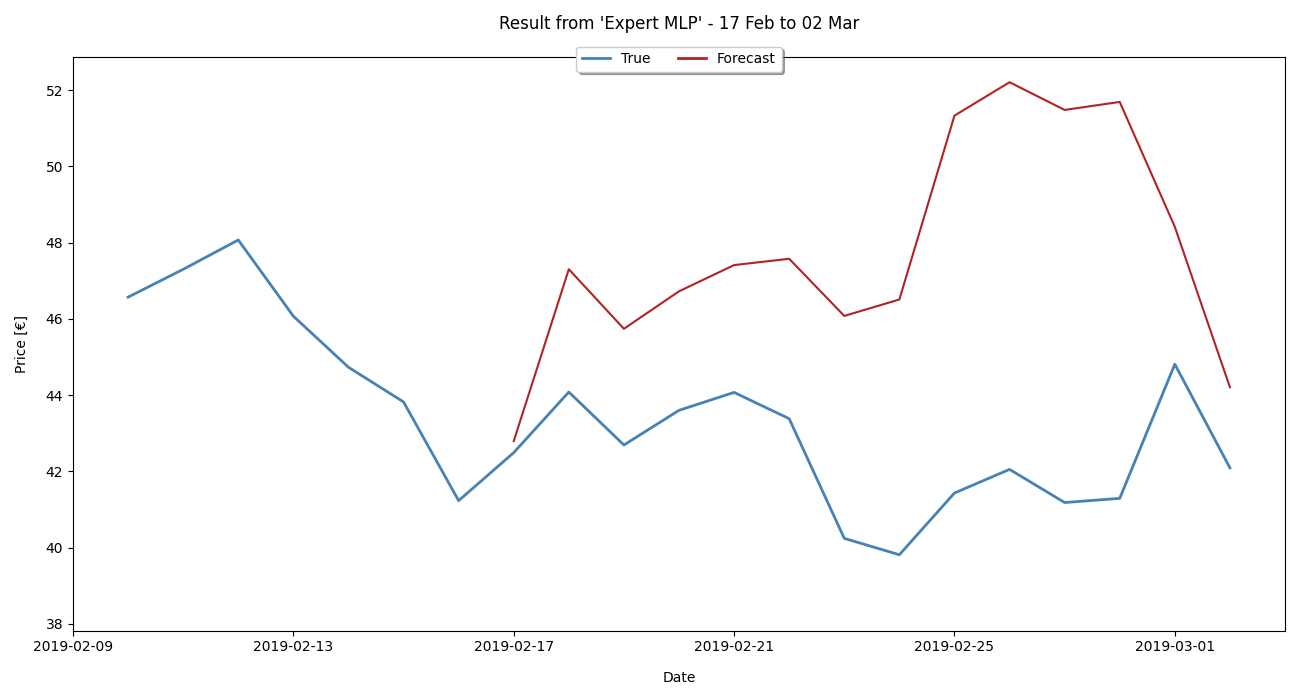 Result from 'Expert MLP' - 17 Feb to 02 Mar
True Forecast
Price [€]
52
50
48
46
44
42
40
38
2019-02-09 2019-02-13 2019-02-17 2019-02-21 2019-02-25 2019-03-01
Date